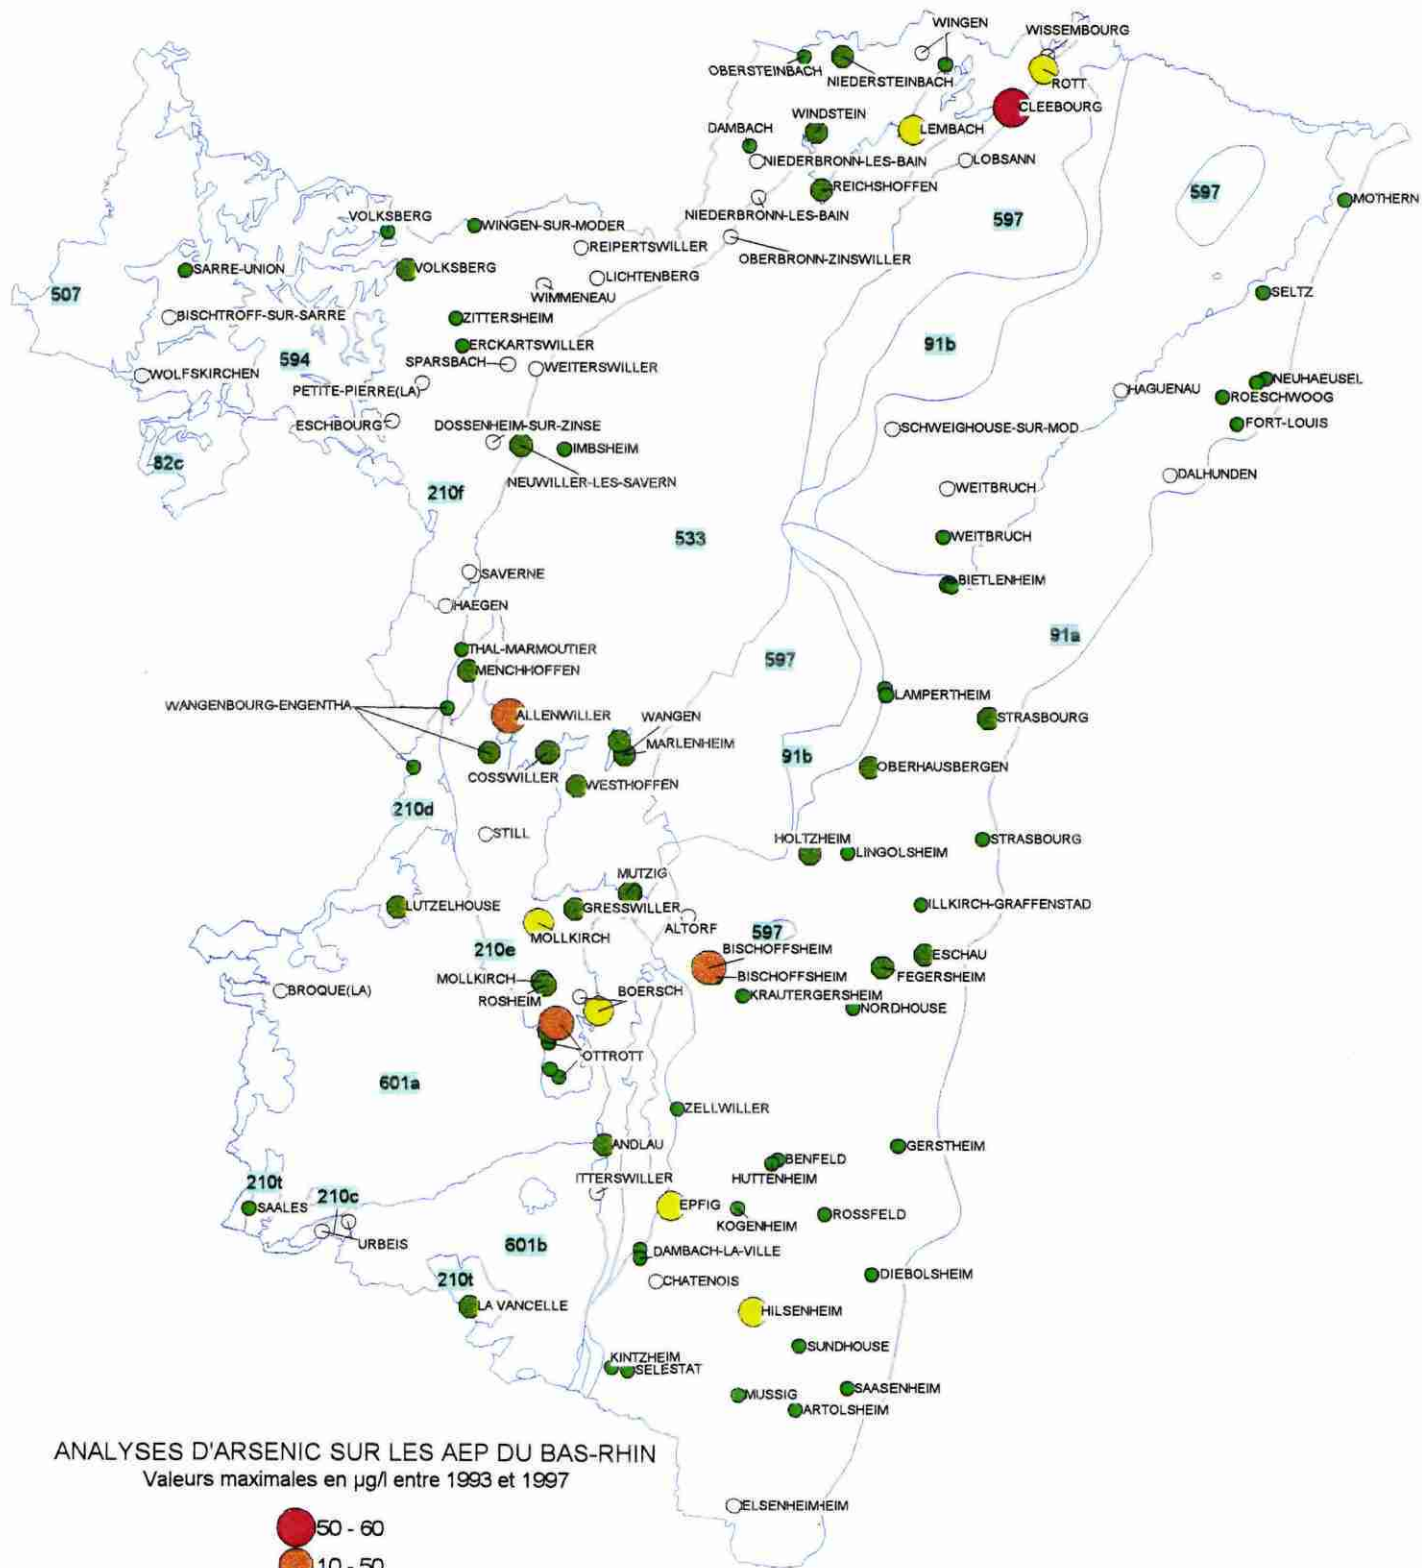 WINGEN
WISSEMBOURG
OBERSTEINBACH
NIEDERSTEINBACH
ROTT
CLEEBOURG
WINDSTEIN
LEMBACH
DAMBACH
NIEDERBRONN-LES-BAIN
LOBSANN
597
REICHSHOFFEN
MOTHERN
NIEDERBRONN-LES-BAIN
597
VOLKSBERG
WINGEN-SUR-MODER
REIPERTSWILLER
OBERBRONN-ZINSWILLER
SARRE-UNION
VOLKSBERG
LICHTENBERG
507
WIMMENEAU
SELTZ
BISCHTROFF-SUR-SARRE
ZITTERSHEIM
ERCKARTSWILLER
91b
594
SPARSBACH
WEITERSWILLER
WOLFSKIRCHEN
NEUHAEUSEL
PETITE-PIERRE(LA)
HAGUENAU
ROESCHWOOG
ESCHBOURG
DOSSENHEIM-SUR-ZINSE
SCHWEIGHOUSE-SUR-MOD
FORT-LOUIS
IMBSHEIM
82c
NEUWILLER-LES-SAVERN
DALHUNDEN
210f
WEITBRUCH
533
WEITBRUCH
SAVERNE
BIETLENHEIM
HAEGEN
91a
THAL-MARMOUTIER
597
MENCHHOFFEN
LAMPERTHEIM
WANGENBOURG-ENGENTHA
ALLENWILLER
WANGEN
STRASBOURG
MARLENHEIM
91b
COSSWILLER
OBERHAUSBERGEN
WESTHOFFEN
210d
STILL
HOLTZHEIM
STRASBOURG
LINGOLSHEIM
MUTZIG
LUTZELHOUSE
GRESSWILLER
ILLKIRCH-GRAFFENSTAD
ALTORF
597
MOLLKIRCH
210e
BISCHOFFSHEIM
ESCHAU
MOLLKIRCH
BISCHOFFSHEIM
FEGERSHEIM
BROQUE(LA)
BOERSCH
KRAUTERGERSHEIM
ROSHEIM
NORDHOUSE
OTTROTT
601a
ZELLWILLER
ANDLAU
GERSTHEIM
BENFELD
210t
ITTERSWILLER
HUTTENHEIM
210c
SAALES
EPFIG
KOGENHEIM
ROSSFELD
URBEIS
601b
DAMBACH-LA-VILLE
210t
CHATENOIS
DIEBOLSHEIM
LA VANCELLE
HILSENHEIM
SUNDHOUSE
KINTZHEIM
SELESTAT
SAASENHEIM
MUSSIG
ARTOLSHEIM
ANALYSES D'ARSENIC SUR LES AEP DU BAS-RHIN
Valeurs maximales en µg/l entre 1993 et 1997
ELSENHEIMHEIM
50 - 60
10 - 50